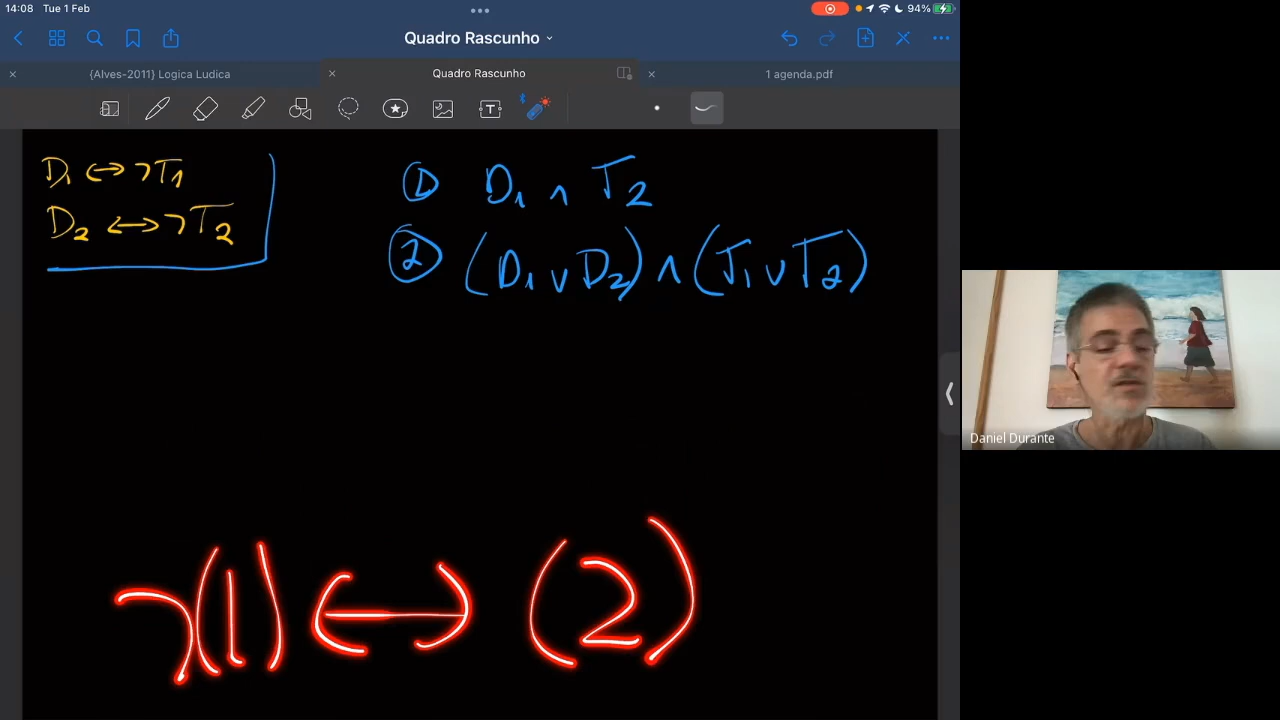 14:08 Tue 1 Feb 94%
Quadro Rascunho
{Alves-2011} Logica Ludica Quadro Rascunho 1 agenda.pdf
D₁ ↔ ¬T₁
D₂ ↔ ¬T₂
① D₁ ∧ T₂
② (D₁ ∨ D₂) ∧ (T₁ ∨ T₂)
Daniel Durante
¬(1) ↔ (2)